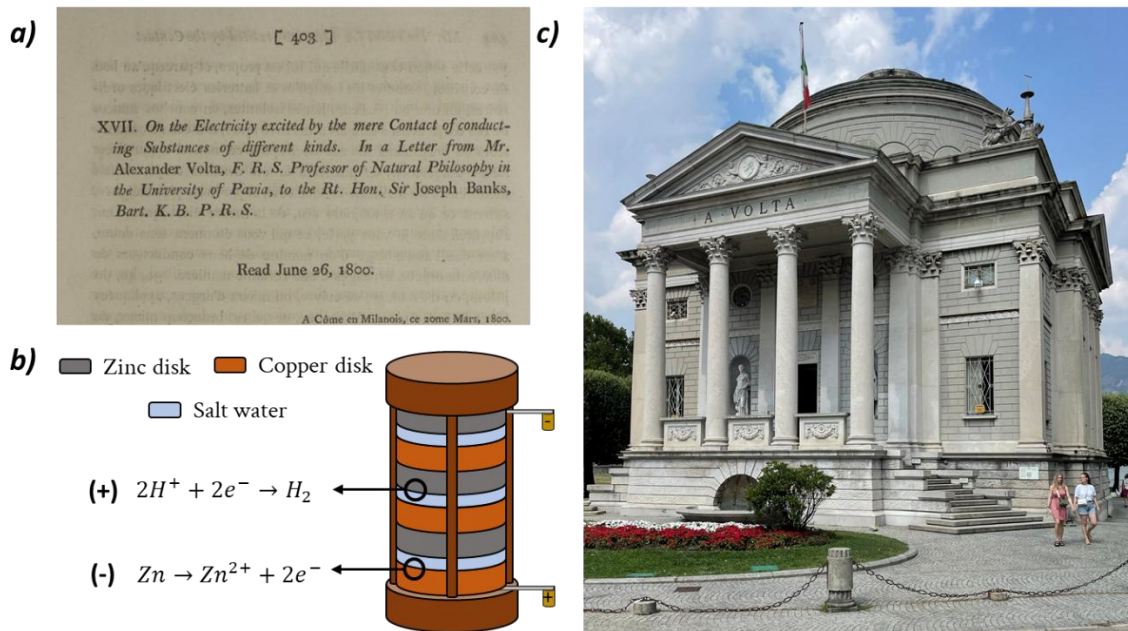 a)
[ 403 ]
XVII. On the Electricity excited by the mere Contact of conduct-
ing Substances of different kinds. In a Letter from Mr.
Alexander Volta, F. R. S. Professor of Natural Philosophy in
the University of Pavia, to the Rt. Hon. Sir Joseph Banks,
Bart. K. B. P. R. S.
Read June 26, 1800.
A Côme en Milanois, ce 20me Mars, 1800.
b)
Zinc disk
Copper disk
Salt water
-
(+) 2H⁺ + 2e⁻ → H₂
(-) Zn → Zn²⁺ + 2e⁻
+
c)
A VOLTA